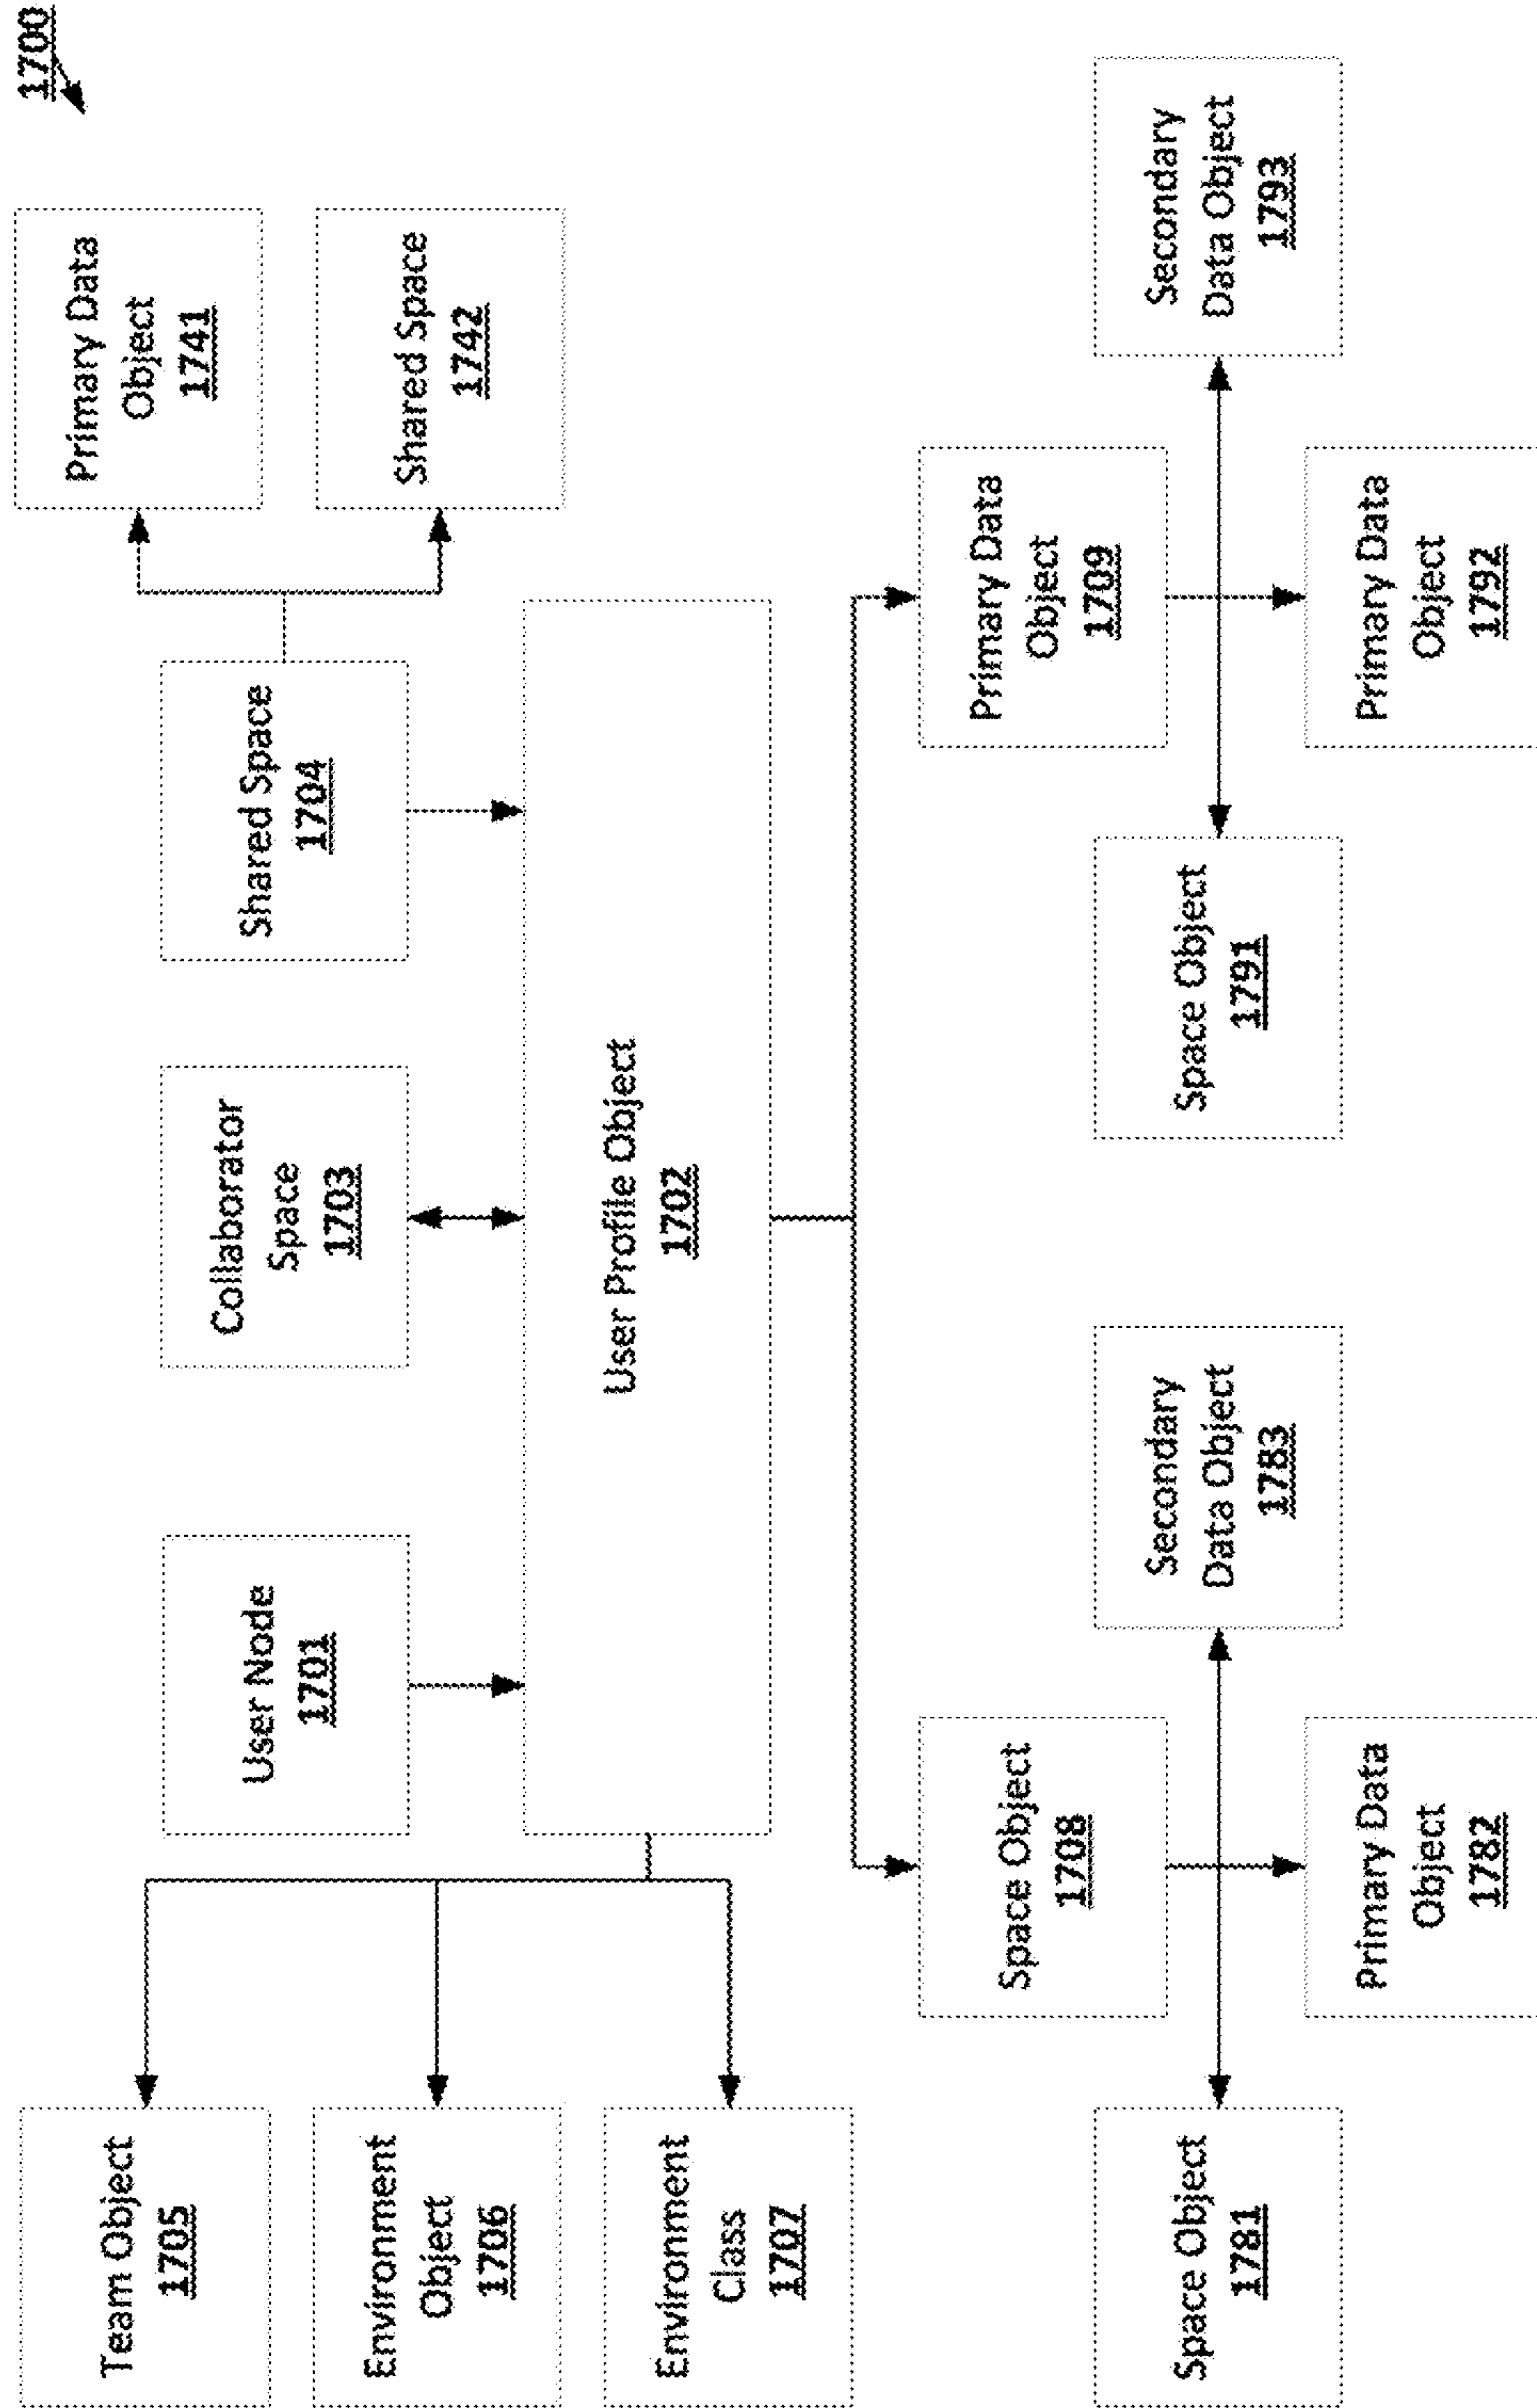 1700
Team Object
1705
Environment
Object
1706
Environment
Class
1707
User Node
1701
Collaborator
Space
1703
Shared Space
1704
Primary Data
Object
1741
Shared Space
1742
User Profile Object
1702
Space Object
1708
Primary Data
Object
1709
Space Object
1781
Secondary
Data Object
1783
Space Object
1791
Secondary
Data Object
1793
Primary Data
Object
1782
Primary Data
Object
1792